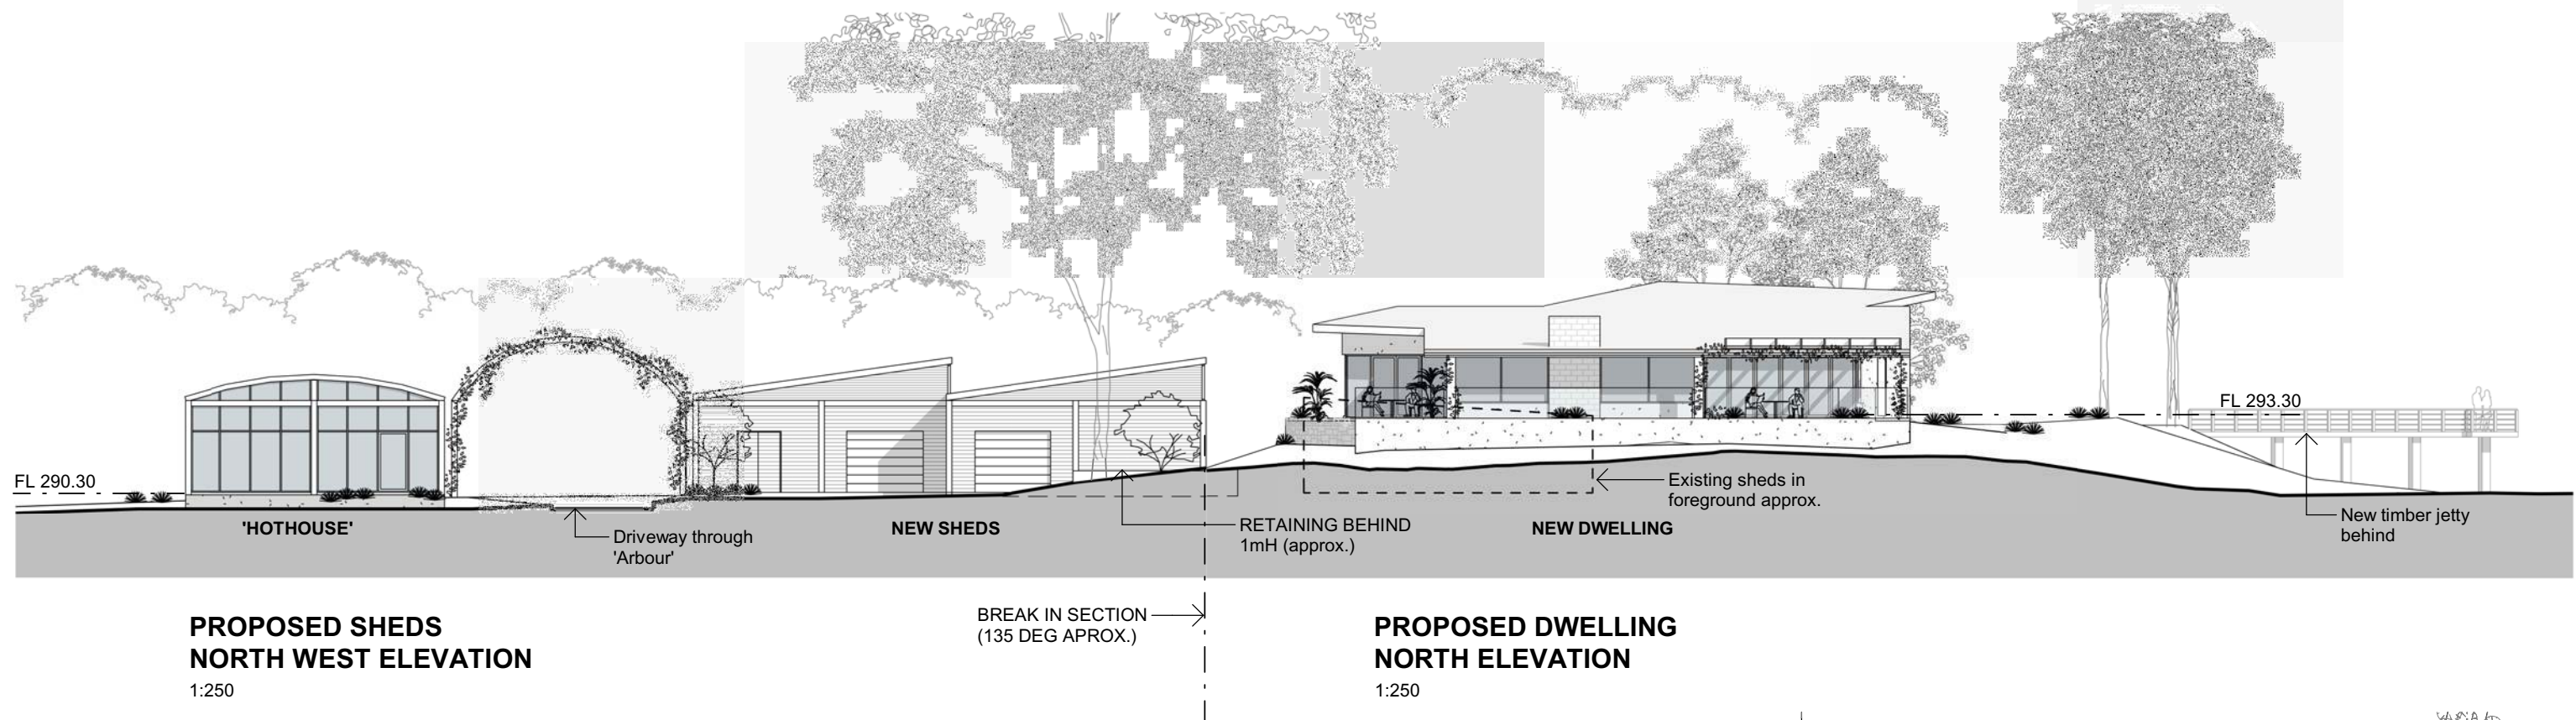 FL 293.30
FL 290.30
Existing sheds in
foreground approx.
'HOTHOUSE'
Driveway through
'Arbour'
NEW SHEDS
RETAINING BEHIND
1mH (approx.)
NEW DWELLING
New timber jetty
behind
BREAK IN SECTION
(135 DEG APROX.)
PROPOSED SHEDS
NORTH WEST ELEVATION
1:250
PROPOSED DWELLING
NORTH ELEVATION
1:250